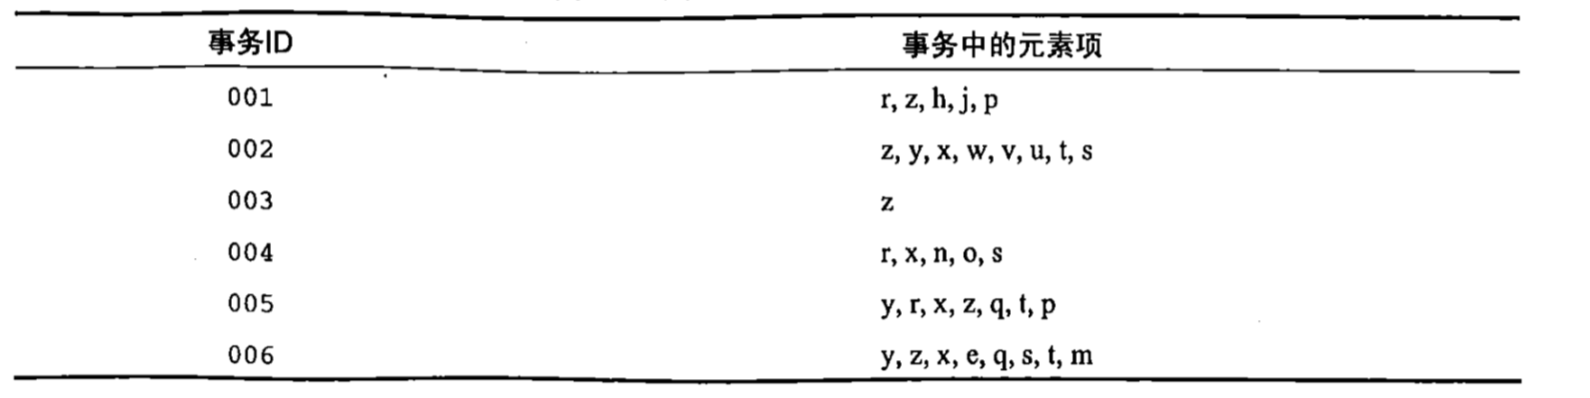 事务ID 事务中的元素项
001 r, z, h, j, p
002 z, y, x, w, v, u, t, s
003 z
004 r, x, n, o, s
005 y, r, x, z, q, t, p
006 y, z, x, e, q, s, t, m